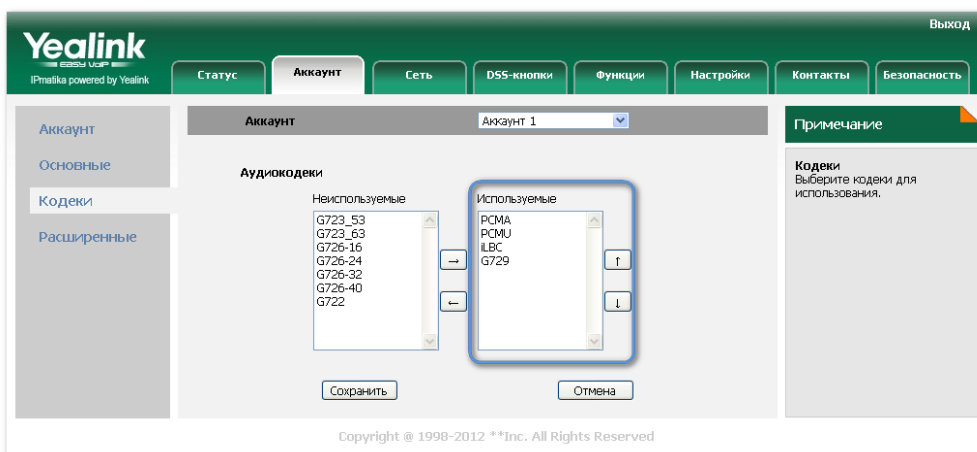 Выход
Yealink
EASY VoIP
IPmatika powered by Yealink
Статус
Аккаунт
Сеть
DSS-кнопки
Функции
Настройки
Контакты
Безопасность
Аккаунт
Основные
Кодеки
Расширенные
Аккаунт
Аккаунт 1
Аудиокодеки
Неиспользуемые
G723_53
G723_63
G726-16
G726-24
G726-32
G726-40
G722
→
←
Используемые
PCMA
PCMU
iLBC
G729
↑
↓
Сохранить
Отмена
Примечание
Кодеки
Выберите кодеки для
использования.
Copyright @ 1998-2012 **Inc. All Rights Reserved